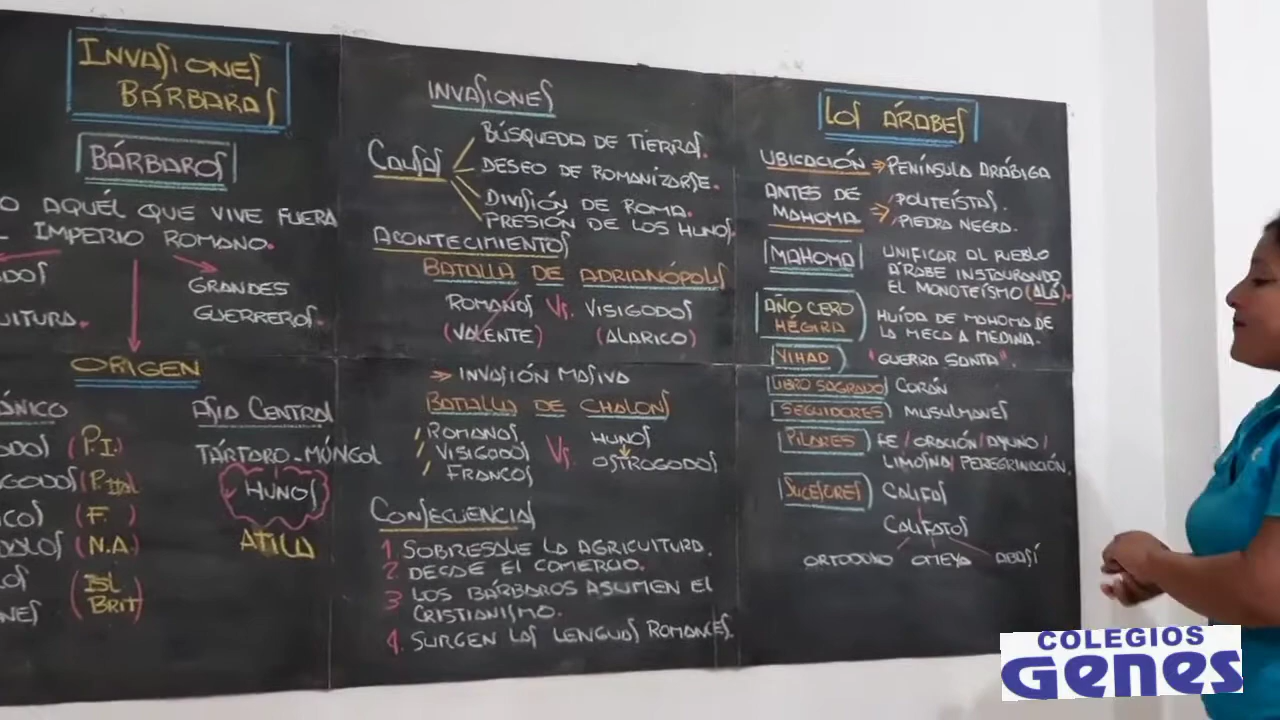 INVASIONES
BÁRBARAS
BÁRBAROS
AQUÉL QUE VIVE FUERA
IMPERIO ROMANO.
GRANDES
GUERREROS.
ORIGEN
(P.I.)
(P.Ital)
(F.)
(N.A.)
(ISL
BRIT)
ASIA CENTRAL
TÁRTARO-MÓNGOL
HUNOS
ATILA
INVASIONES
CAUSAS
BÚSQUEDA DE TIERRAS.
DESEO DE ROMANIZARSE.
DIVISIÓN DE ROMA.
PRESIÓN DE LOS HUNOS.
ACONTECIMIENTOS
BATALLA DE ADRIANÓPOLIS
ROMANOS Vs. VISIGODOS
(VALENTE) (ALARICO)
INVASIÓN MASIVA
BATALLA DE CHALONS
ROMANOS
VISIGODOS
FRANCOS
Vs.
HUNOS
OSTROGODOS
CONSECUENCIAS
1. SOBRESALE LA AGRICULTURA.
2. DECAE EL COMERCIO.
3 LOS BÁRBAROS ASUMEN EL
CRISTIANISMO.
4. SURGEN LAS LENGUAS ROMANCES.
LOS ÁRABES
UBICACIÓN PENÍNSULA ARÁBIGA
ANTES DE
MAHOMA
POLITEÍSTAS.
PIEDRA NEGRA.
MAHOMA
UNIFICAR AL PUEBLO
ÁRABE INSTAURANDO
EL MONOTEÍSMO (ALÁ).
AÑO CERO
HÉGIRA
HUÍDA DE MAHOMA DE
LA MECA A MEDINA.
YIHAD "GUERRA SANTA"
LIBRO SAGRADO CORÁN
SEGUIDORES MUSULMANES
PILARES FE / ORACIÓN / AYUNO /
LIMOSNA / PEREGRINACIÓN.
SUCESORES CALIFAS
CALIFATOS
ORTODOXO OMEYA ABASÍ
COLEGIOS
Genes